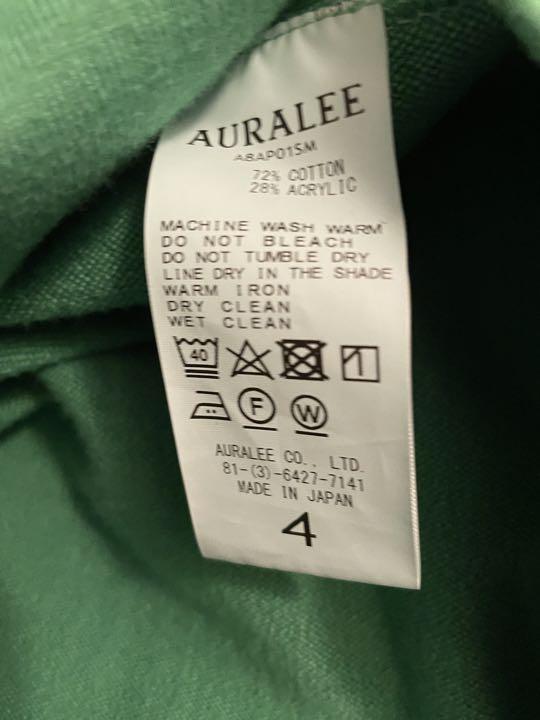 AURALEE
A8AP01SM
72% COTTON
28% ACRYLIC
MACHINE WASH WARM
DO NOT BLEACH
DO NOT TUMBLE DRY
LINE DRY IN THE SHADE
WARM IRON
DRY CLEAN
WET CLEAN
40
F W
AURALEE CO., LTD.
81-(3)-6427-7141
MADE IN JAPAN
4